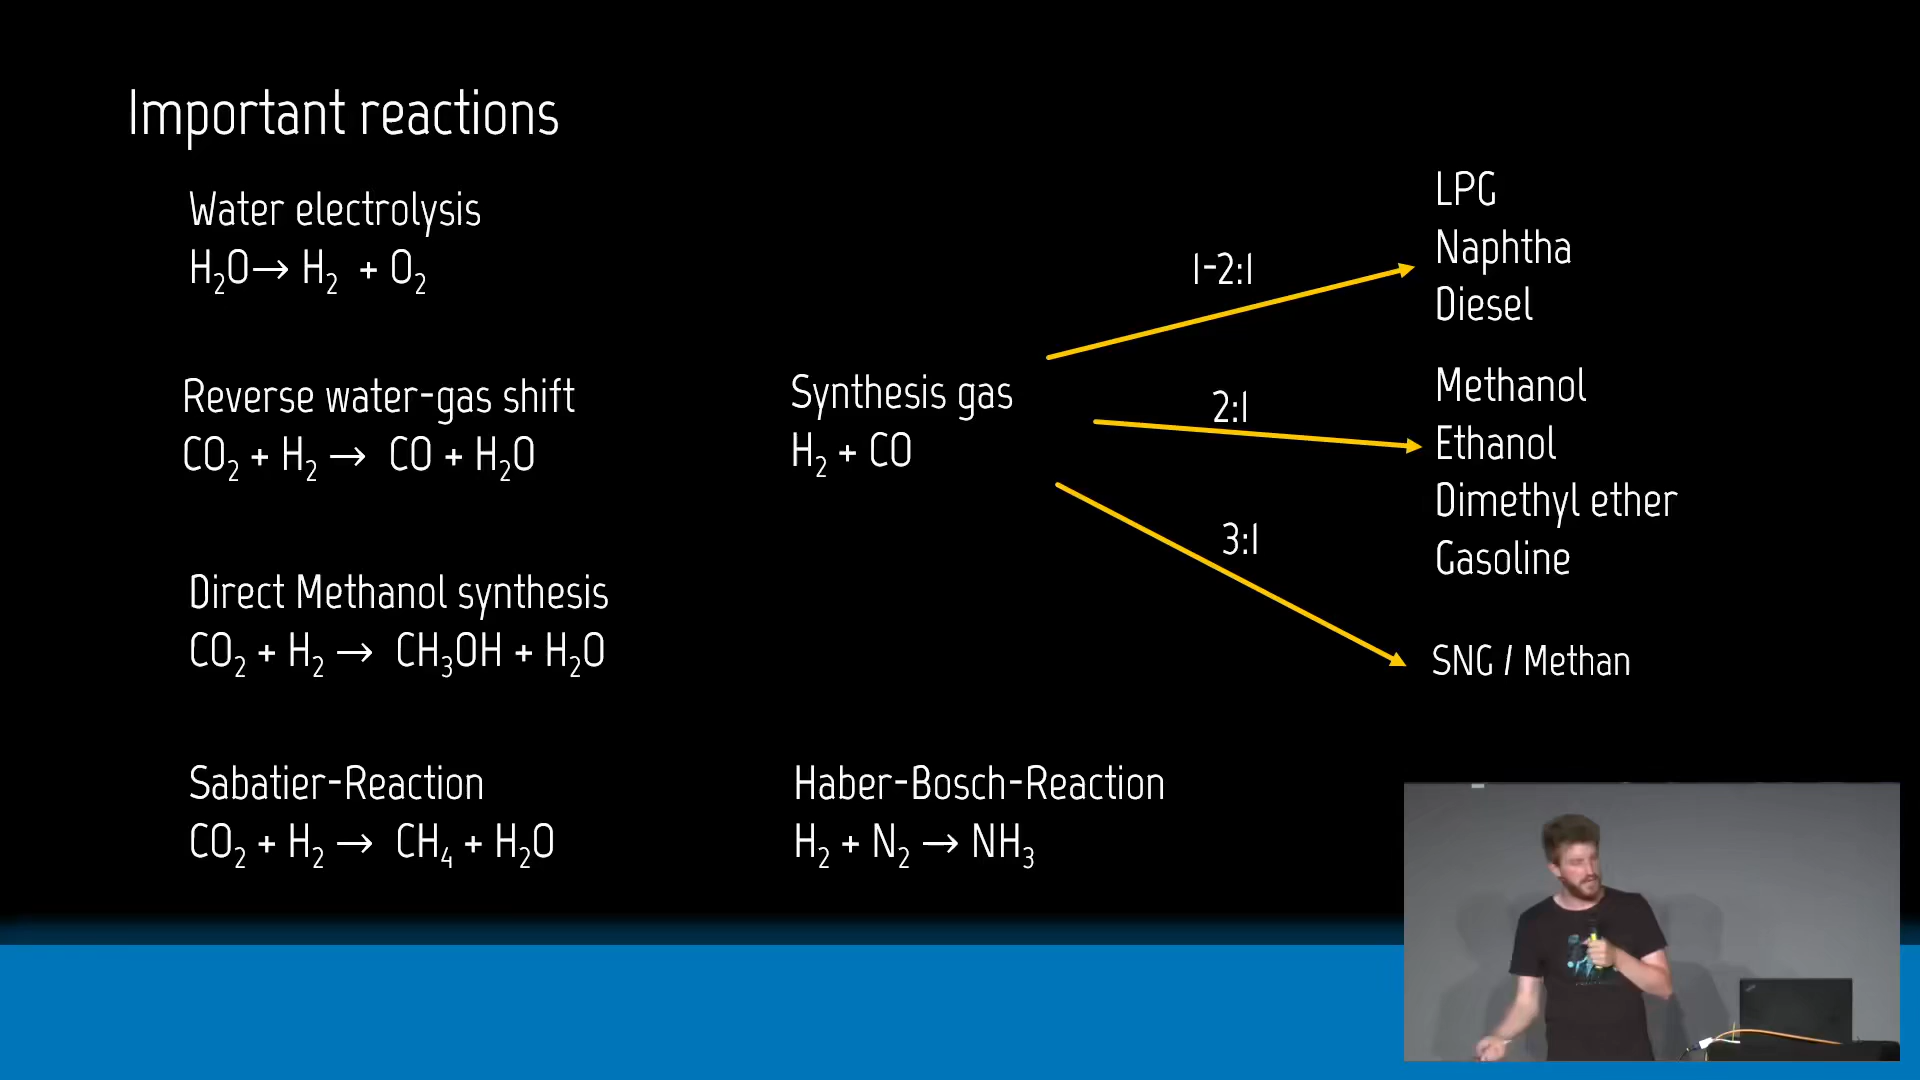 Important reactions
Water electrolysis
H₂O→ H₂ + O₂
Reverse water-gas shift
CO₂ + H₂ → CO + H₂O
Direct Methanol synthesis
CO₂ + H₂ → CH₃OH + H₂O
Sabatier-Reaction
CO₂ + H₂ → CH₄ + H₂O
Synthesis gas
H₂ + CO
Haber-Bosch-Reaction
H₂ + N₂ → NH₃
1-2:1
2:1
3:1
LPG
Naphtha
Diesel
Methanol
Ethanol
Dimethyl ether
Gasoline
SNG / Methan